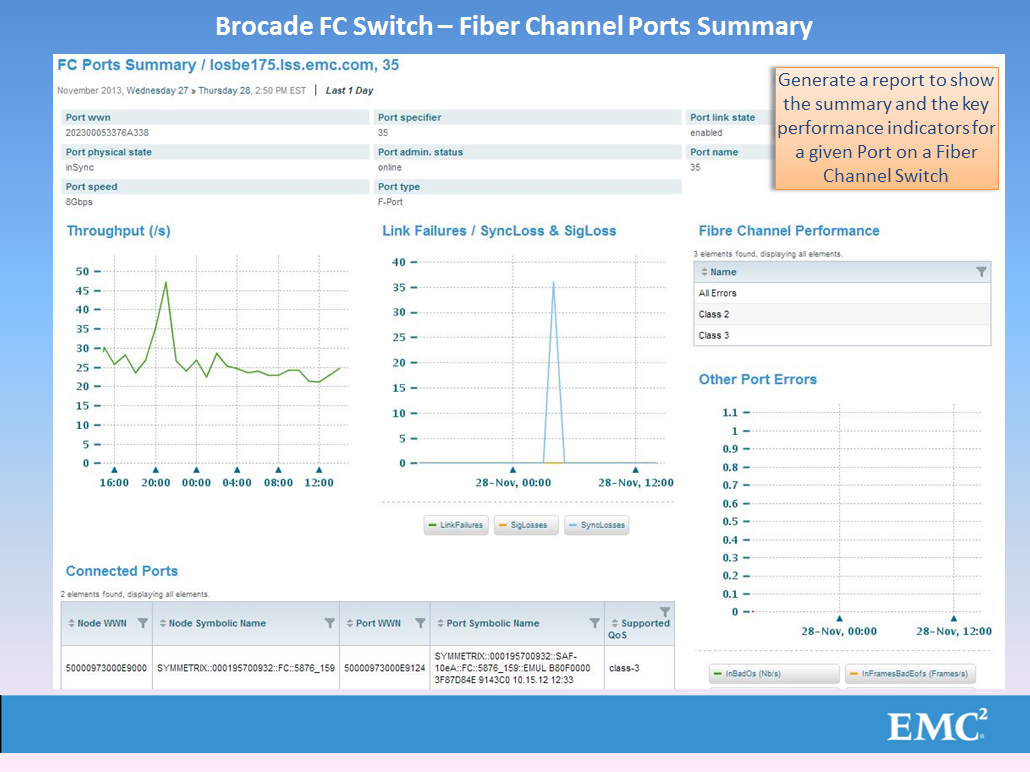 Brocade FC Switch – Fiber Channel Ports Summary
FC Ports Summary / losbe175.lss.emc.com, 35
November 2013, Wednesday 27 » Thursday 28, 2:50 PM EST | Last 1 Day
Generate a report to show
the summary and the key
performance indicators for
a given Port on a Fiber
Channel Switch
Port wwn
202300053376A338
Port specifier
35
Port link state
enabled
Port physical state
inSync
Port admin. status
online
Port name
35
Port speed
8Gbps
Port type
F-Port
Throughput (/s)
50
45
40
35
30
25
20
15
10
5
0
16:00 20:00 00:00 04:00 08:00 12:00
Link Failures / SyncLoss & SigLoss
40
35
30
25
20
15
10
5
0
28-Nov, 00:00 28-Nov, 12:00
LinkFailures SigLosses SyncLosses
Fibre Channel Performance
3 elements found, displaying all elements.
Name
All Errors
Class 2
Class 3
Other Port Errors
1.1
1
0.9
0.8
0.7
0.6
0.5
0.4
0.3
0.2
0.1
0
28-Nov, 00:00 28-Nov, 12:00
InBadOs (Nb/s) InFramesBadEofs (Frames/s)
Connected Ports
2 elements found, displaying all elements.
Node WWN
Node Symbolic Name
Port WWN
Port Symbolic Name
Supported
QoS
50000973000E9000
SYMMETRIX::000195700932::FC::5876_159
50000973000E9124
SYMMETRIX::000195700932::SAF-
10eA::FC::5876_159::EMUL B80F0000
3F87D84E 9143C0 10.15.12 12:33
class-3
EMC²